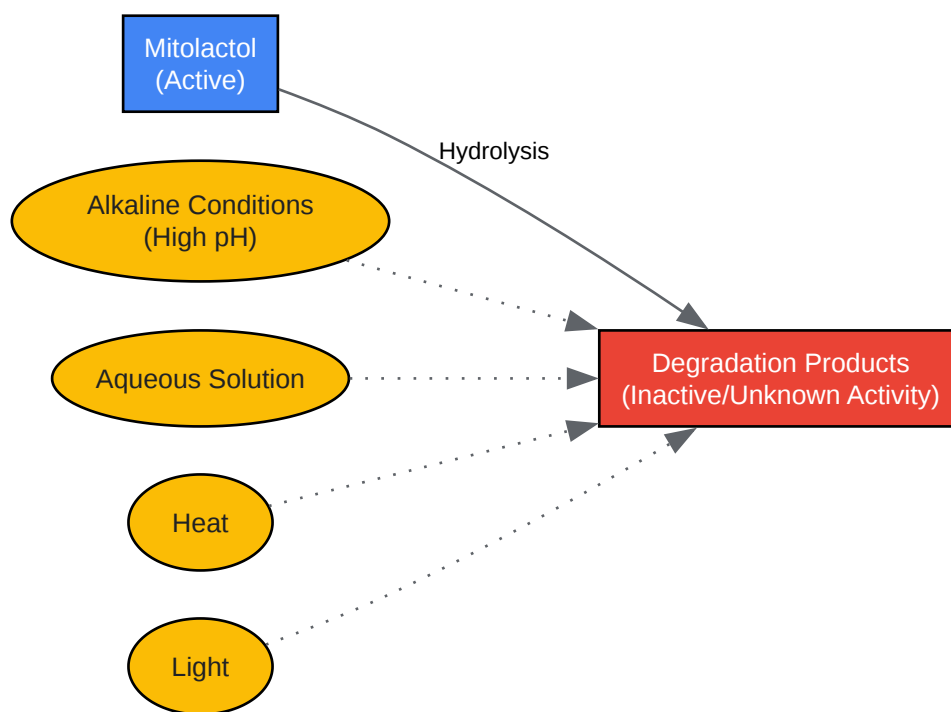 Mitolactol
(Active)
Hydrolysis
Alkaline Conditions
(High pH)
Aqueous Solution
Degradation Products
(Inactive/Unknown Activity)
Heat
Light